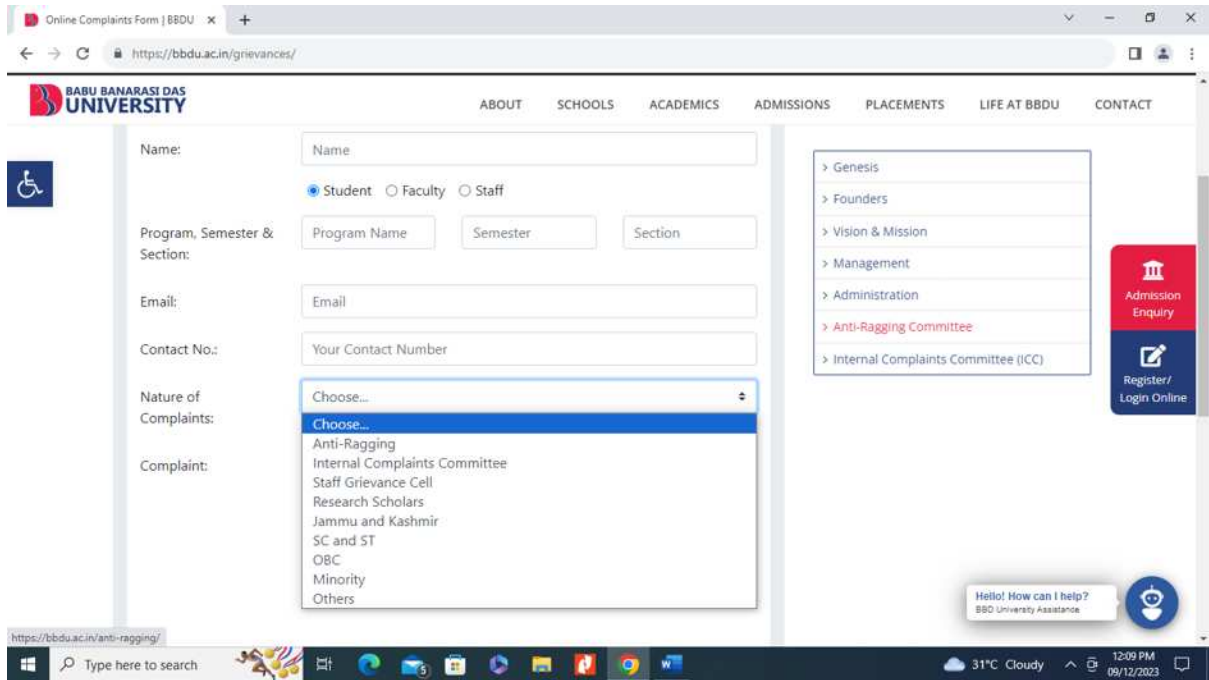 Online Complaints Form | BBDU
https://bbdu.ac.in/grievances/
BABU BANARASI DAS
UNIVERSITY
ABOUT SCHOOLS ACADEMICS ADMISSIONS PLACEMENTS LIFE AT BBDU CONTACT
Name:
Name
Student Faculty Staff
Program, Semester &
Section:
Program Name Semester Section
Email:
Email
Contact No.:
Your Contact Number
Nature of
Complaints:
Choose...
Choose...
Anti-Ragging
Internal Complaints Committee
Staff Grievance Cell
Research Scholars
Jammu and Kashmir
SC and ST
OBC
Minority
Others
Complaint:
> Genesis
> Founders
> Vision & Mission
> Management
> Administration
> Anti-Ragging Committee
> Internal Complaints Committee (ICC)
Admission
Enquiry
Register/
Login Online
Hello! How can I help?
BBD University Assistance
https://bbdu.ac.in/anti-ragging/
Type here to search
5
31°C Cloudy
12:09 PM
09/12/2023